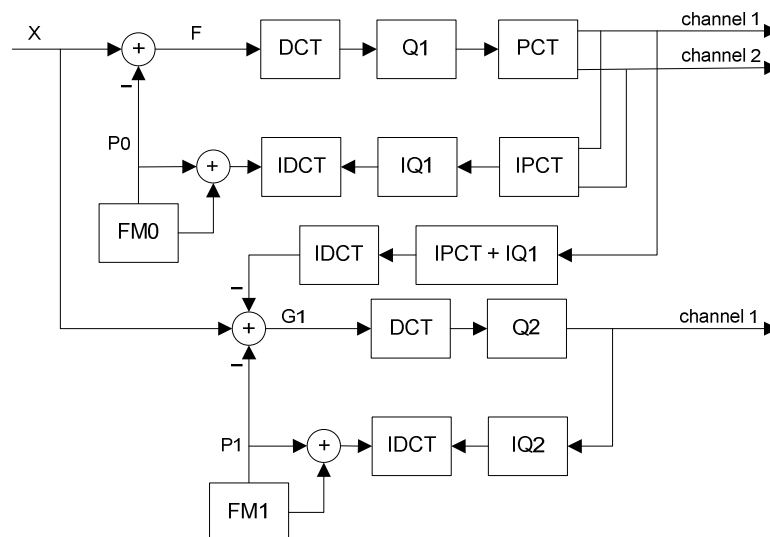 channel 1
X
F
DCT
Q1
PCT
channel 2
+
−
P0
+
IDCT
IQ1
IPCT
FM0
IDCT
IPCT + IQ1
−
+
G1
DCT
Q2
channel 1
−
P1
+
IDCT
IQ2
FM1